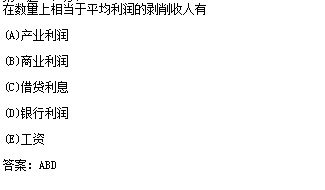 在数量上相当于平均利润的剥削收人有
(A)产业利润
(B)商业利润
(C)借贷利息
(D)银行利润
(E)工资
答案：ABD